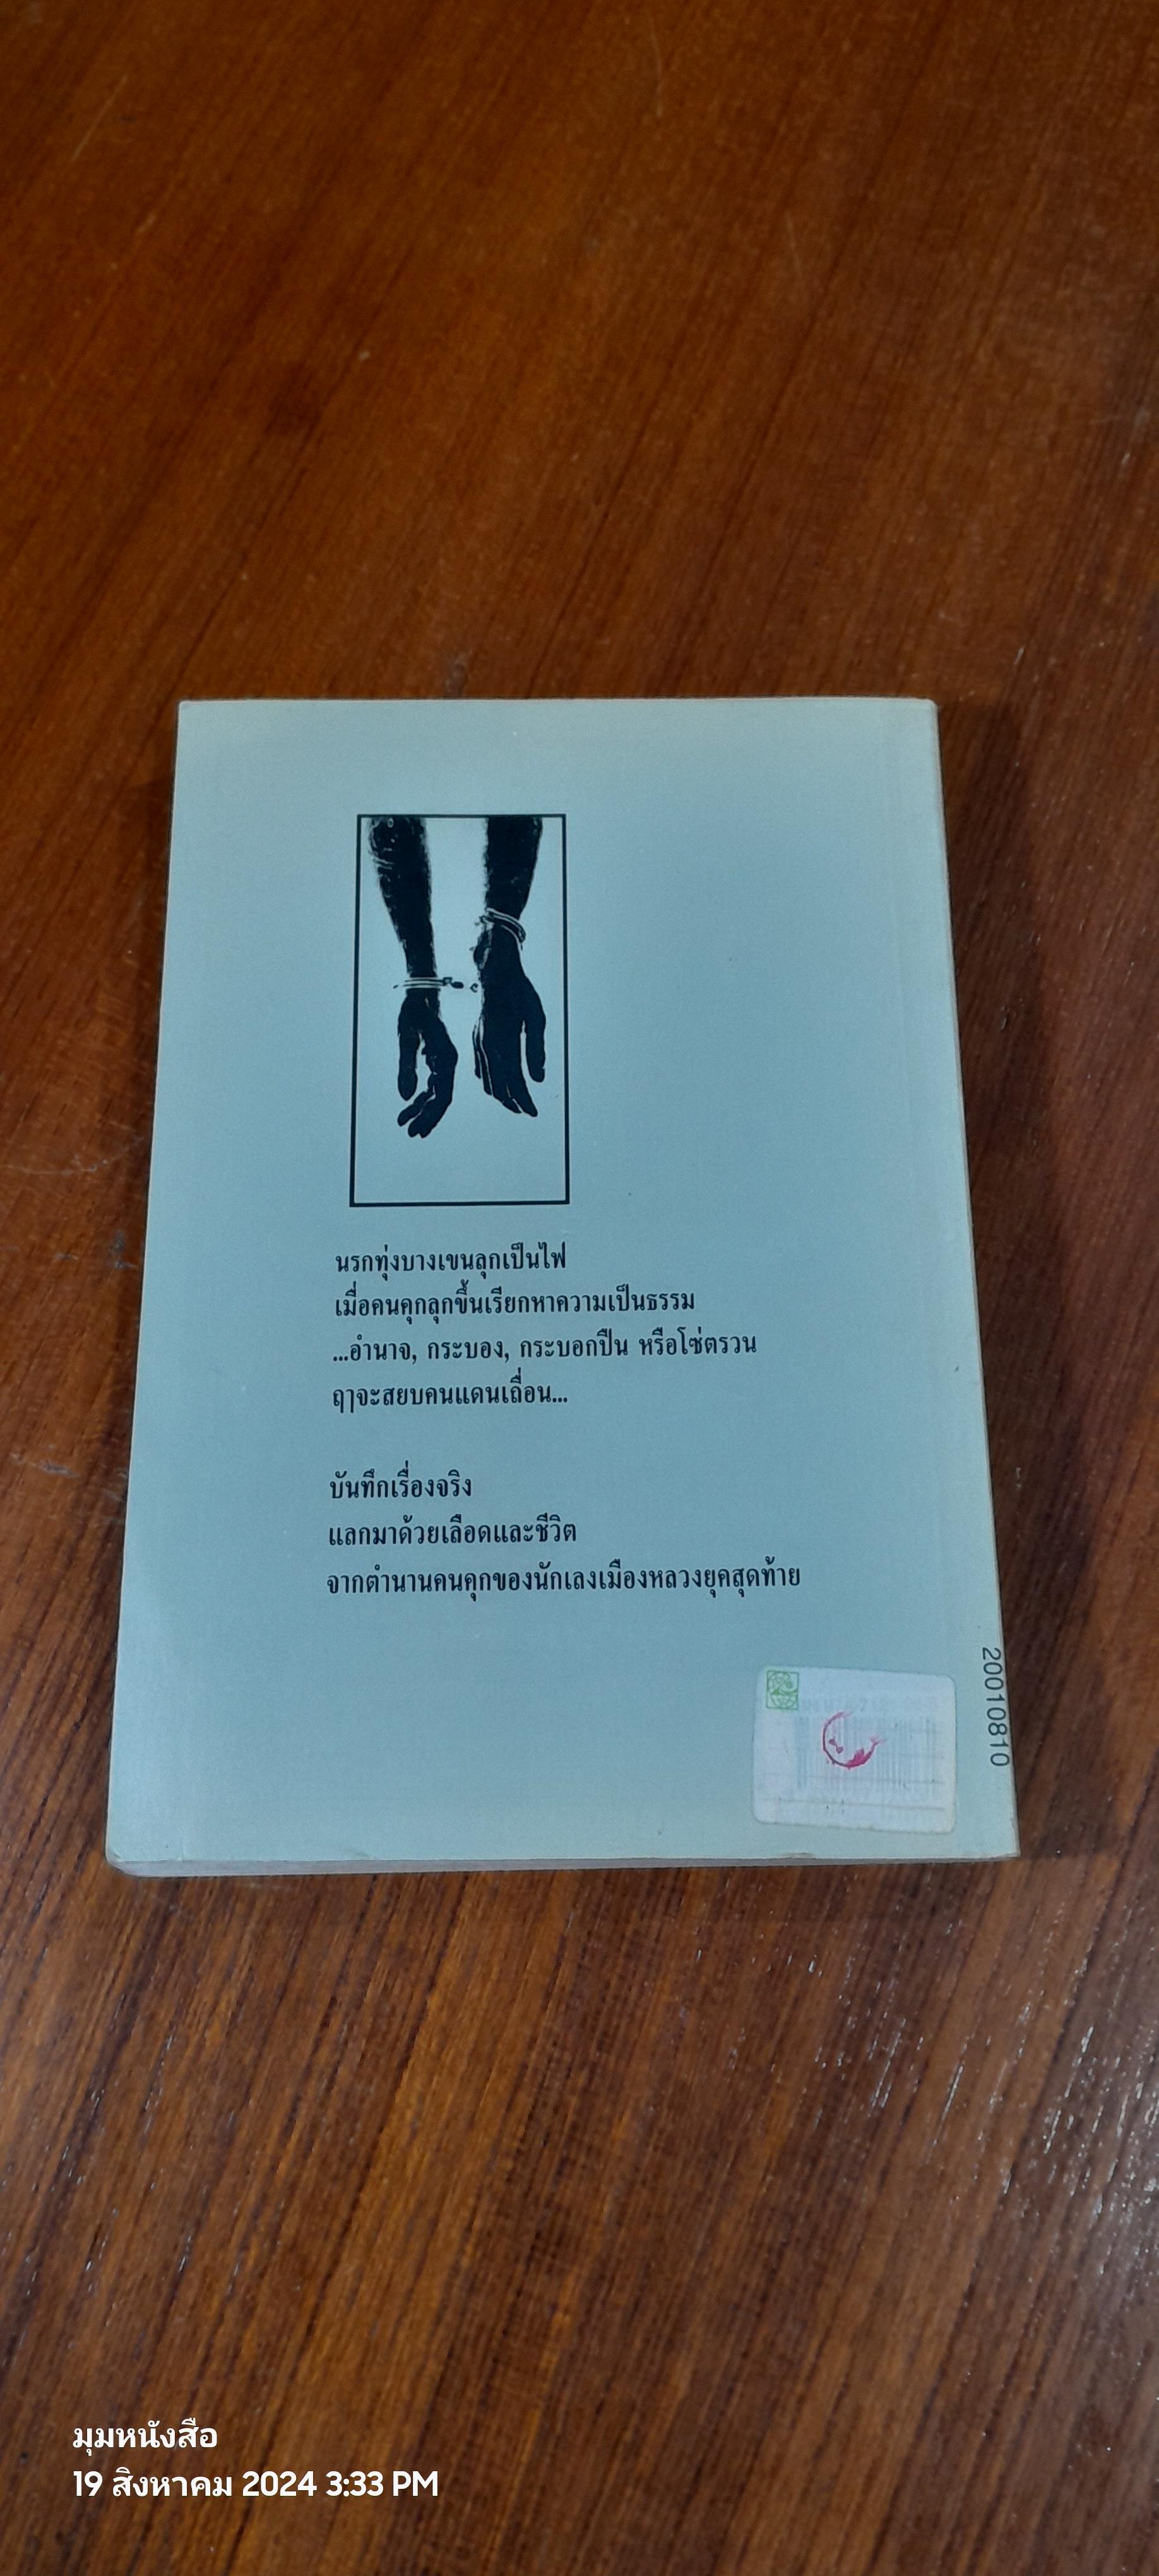 นรกทุ่งบางเขนลุกเป็นไฟ
เมื่อคนคุกลุกขึ้นเรียกหาความเป็นธรรม
...อำนาจ, กระบอง, กระบอกปืน หรือโซ่ตรวน
ฤๅจะสยบคนแดนเถื่อน...
บันทึกเรื่องจริง
แลกมาด้วยเลือดและชีวิต
จากตำนานคนคุกของนักเลงเมืองหลวงยุคสุดท้าย
20010810
มุมหนังสือ
19 สิงหาคม 2024 3:33 PM